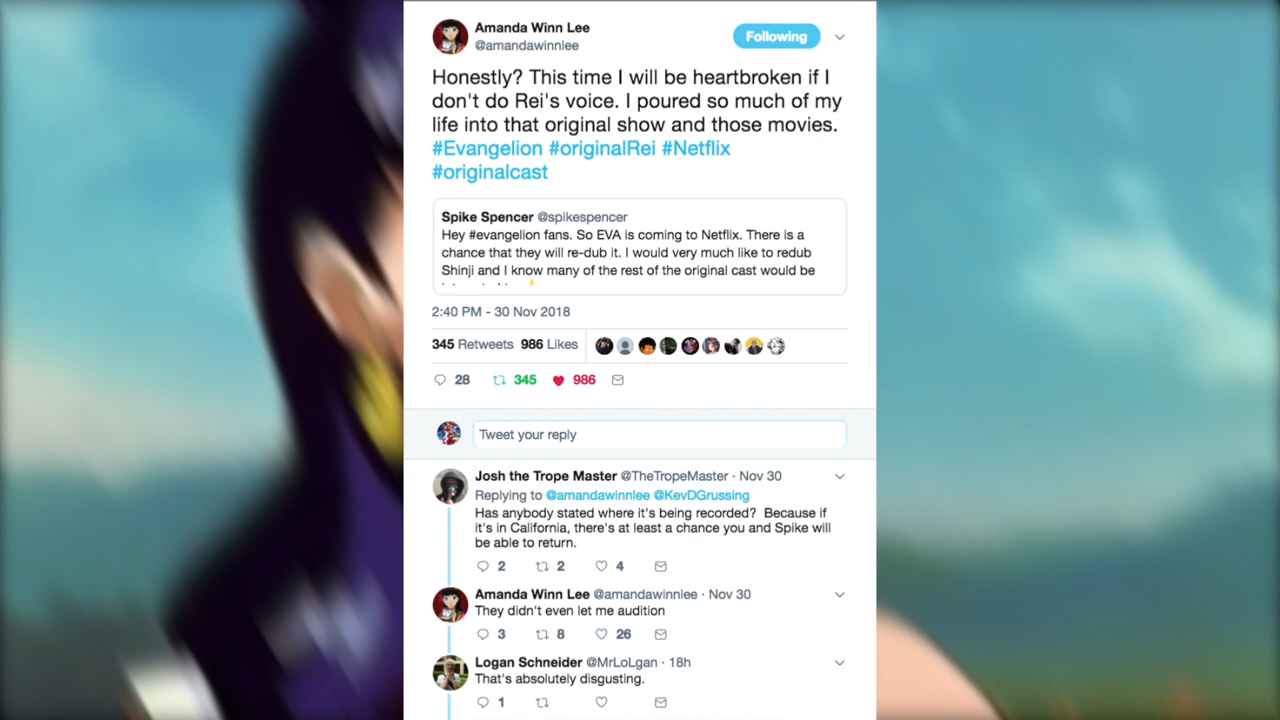 Amanda Winn Lee
@amandawinnlee
Following
Honestly? This time I will be heartbroken if I
don't do Rei's voice. I poured so much of my
life into that original show and those movies.
#Evangelion #originalRei #Netflix
#originalcast
Spike Spencer @spikespencer
Hey #evangelion fans. So EVA is coming to Netflix. There is a
chance that they will re-dub it. I would very much like to redub
Shinji and I know many of the rest of the original cast would be
2:40 PM - 30 Nov 2018
345 Retweets 986 Likes
28 345 986
Tweet your reply
Josh the Trope Master @TheTropeMaster · Nov 30
Replying to @amandawinnlee @KevDGrussing
Has anybody stated where it's being recorded? Because if
it's in California, there's at least a chance you and Spike will
be able to return.
2 2 4
Amanda Winn Lee @amandawinnlee · Nov 30
They didn't even let me audition
3 8 26
Logan Schneider @MrLoLgan · 18h
That's absolutely disgusting.
1